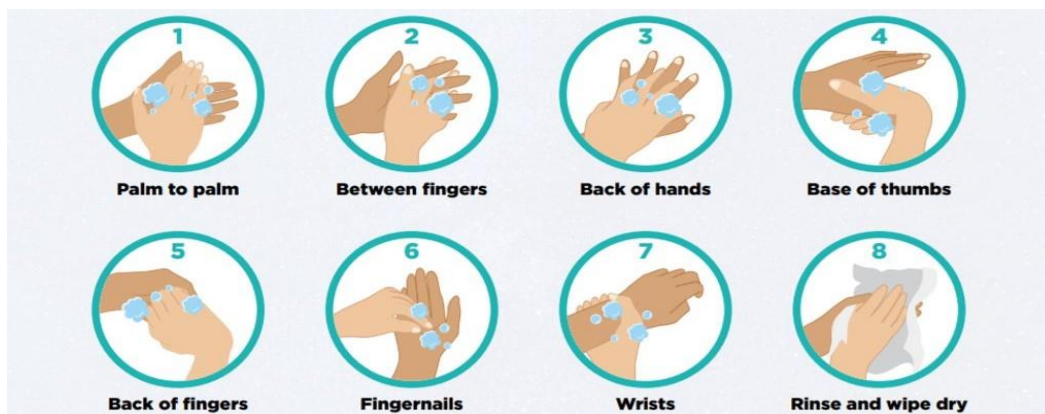 1
2
3
4
Palm to palm
Between fingers
Back of hands
Base of thumbs
5
6
7
8
Back of fingers
Fingernails
Wrists
Rinse and wipe dry